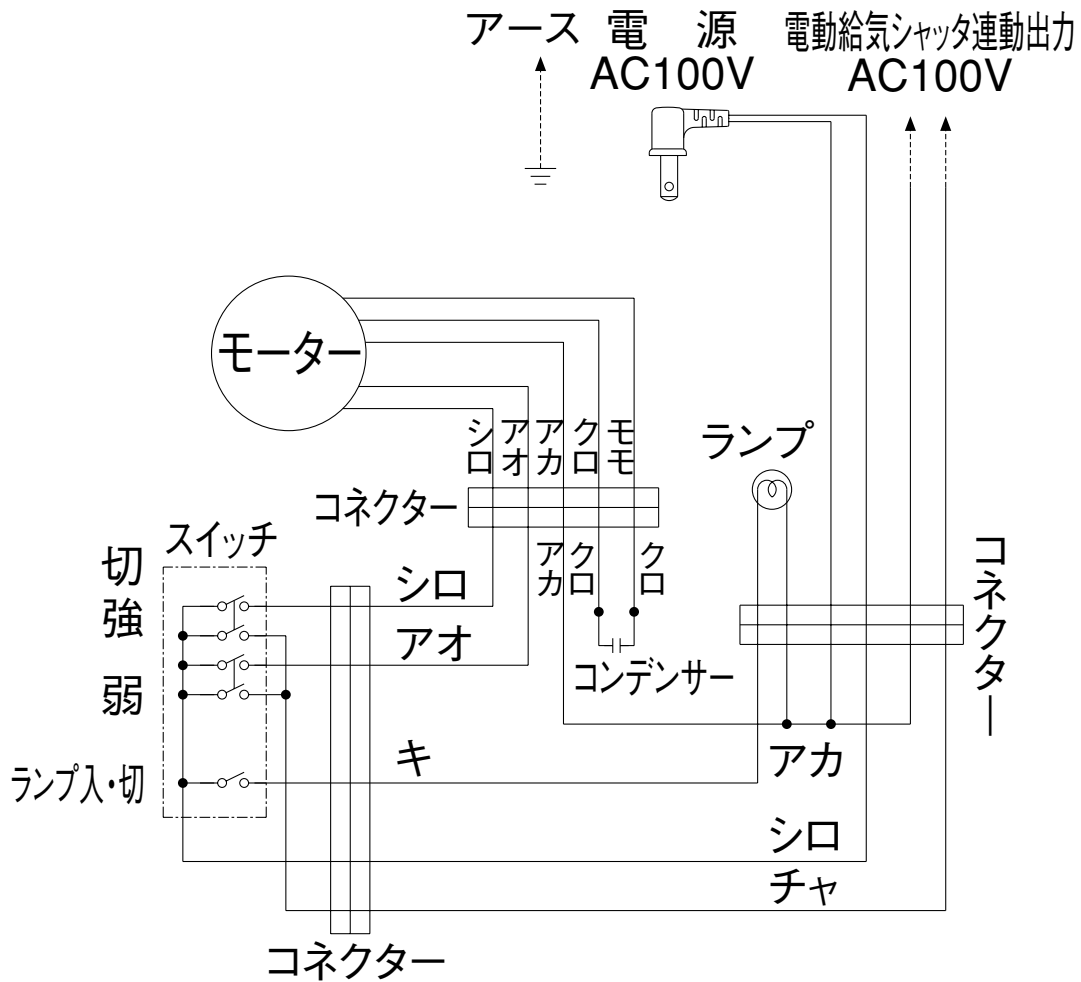 アース
電源
AC100V
電動給気シャッタ連動出力
AC100V
モーター
シロ
アオ
アカ
クロ
モモ
ランプ
コネクター
アカ
クロ
クロ
コネクター
スイッチ
切
強
弱
ランプ入・切
シロ
アオ
コンデンサー
キ
アカ
シロ
チャ
コネクター